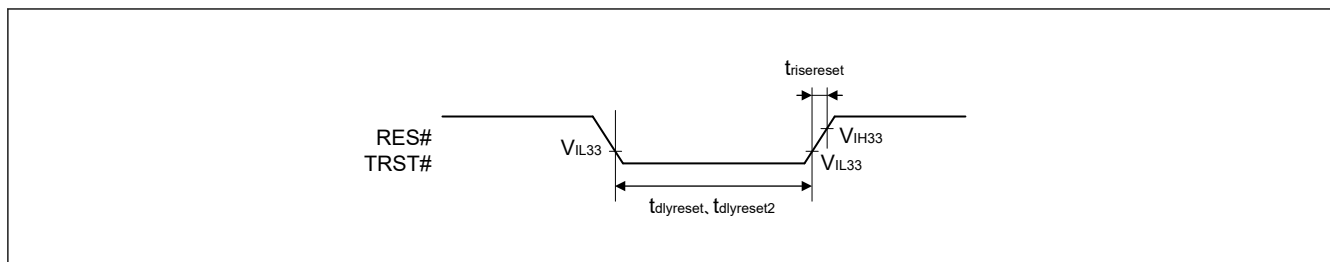 trisereset
RES#
TRST#
VIL33
VIH33
VIL33
tdlyreset、tdlyreset2